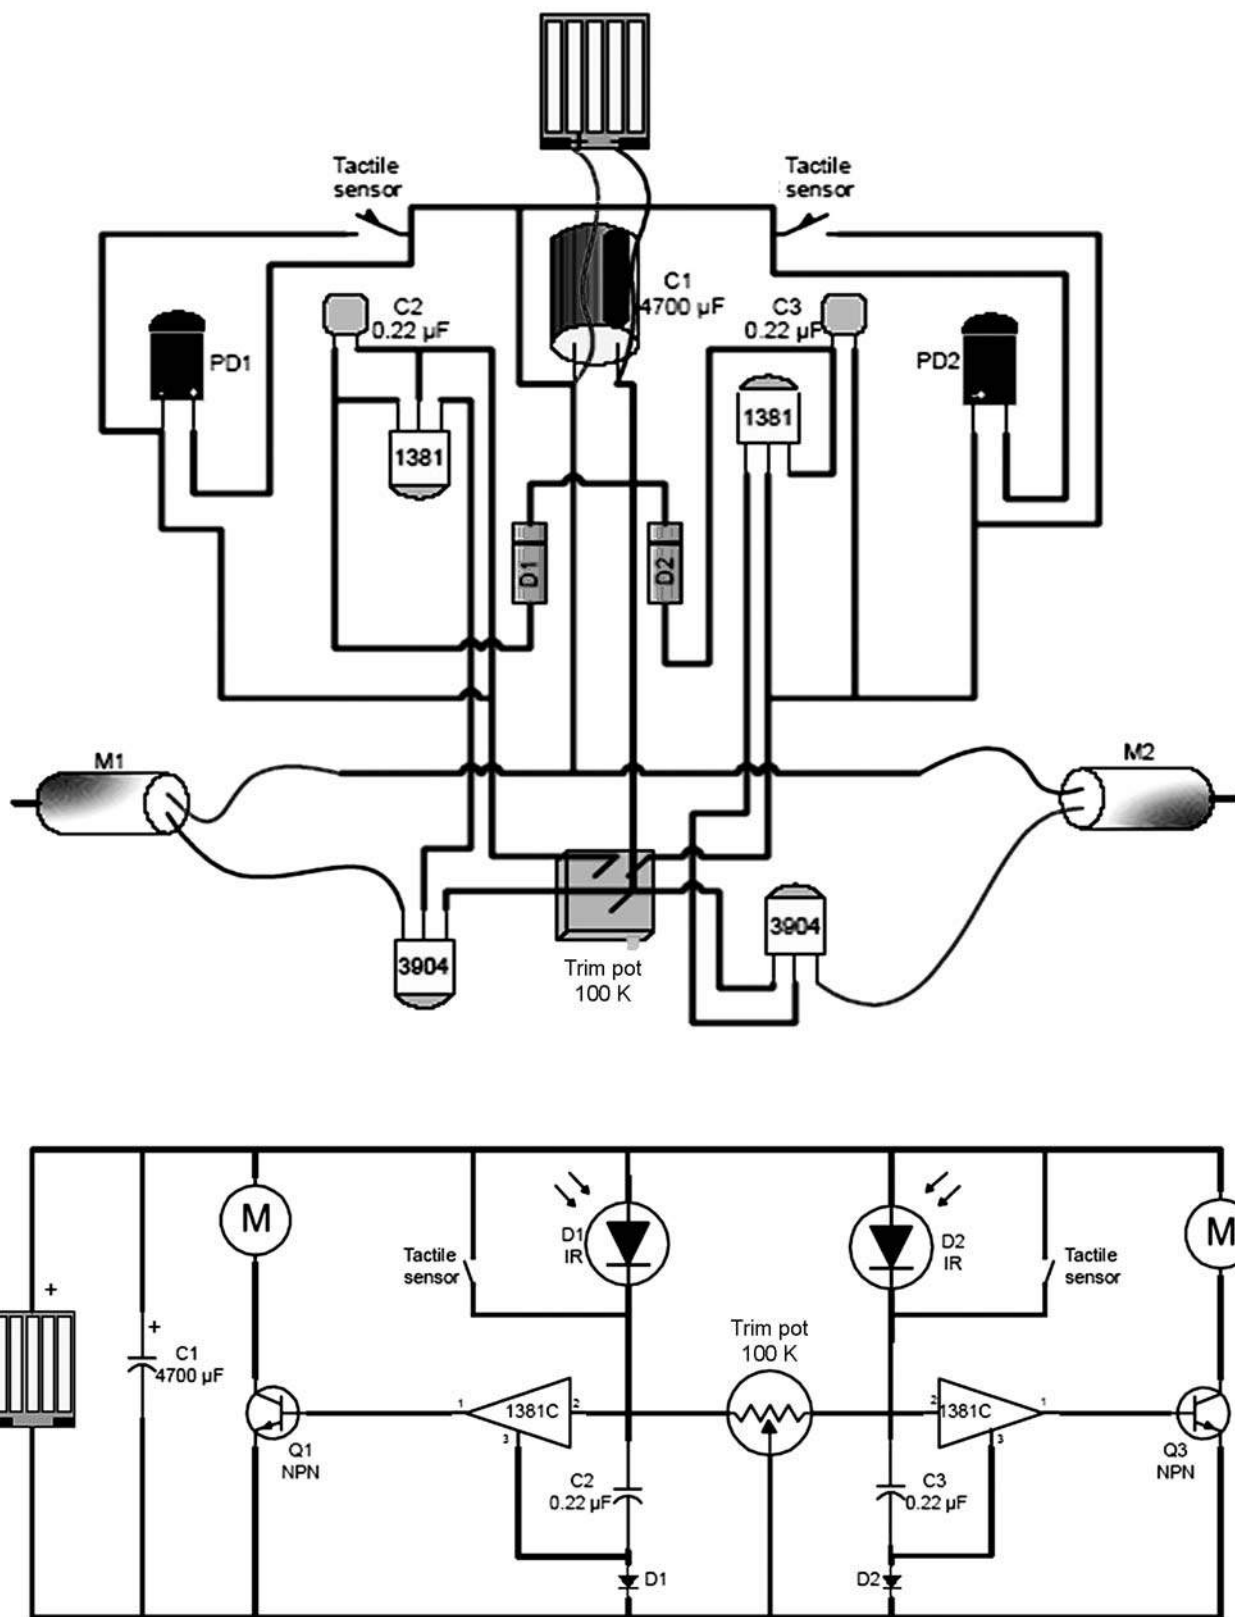 Tactile
sensor
Tactile
sensor
C1
4700 µF
C2
0.22 µF
C3
0.22 µF
PD1
PD2
1381
1381
D1
D2
M1
M2
3904
3904
Trim pot
100 K
M
M
+
+
C1
4700 µF
Tactile
sensor
D1
IR
D2
IR
Tactile
sensor
Trim pot
100 K
1
1381C
2
3
2
1381C
1
3
Q1
NPN
Q3
NPN
C2
0.22 µF
C3
0.22 µF
D1
D2